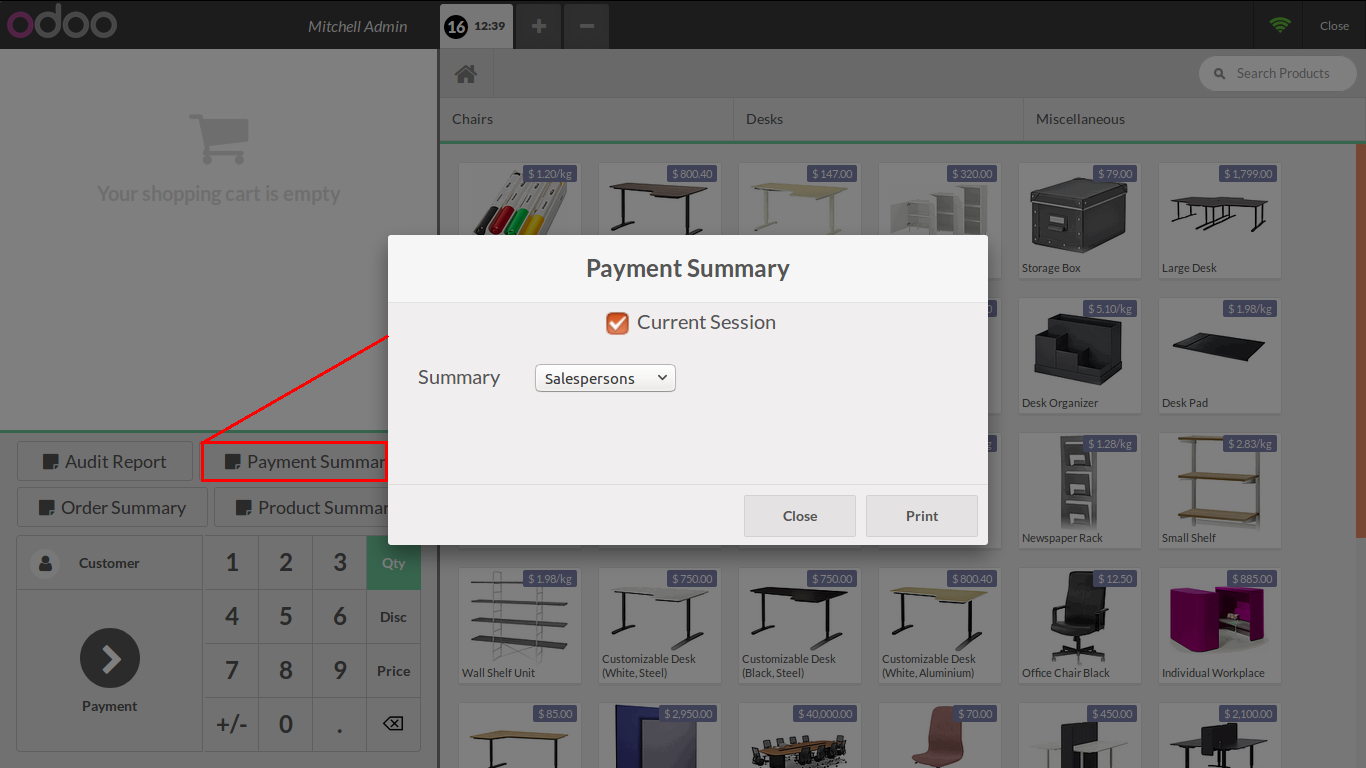 odoo
Mitchell Admin
16 12:39
Close
Search Products
Chairs
Desks
Miscellaneous
Your shopping cart is empty
$ 1.20/kg
$ 800.40
$ 147.00
$ 320.00
$ 79.00
Storage Box
$ 1,799.00
Large Desk
Payment Summary
Current Session
Summary
Salespersons
Close
Print
$ 5.10/kg
Desk Organizer
$ 1.98/kg
Desk Pad
$ 1.28/kg
Newspaper Rack
$ 2.83/kg
Small Shelf
Audit Report
Payment Summar
Order Summary
Product Summar
Customer
1
2
3
Qty
4
5
6
Disc
7
8
9
Price
+/-
0
.
Payment
$ 1.98/kg
Wall Shelf Unit
$ 750.00
Customizable Desk
(White, Steel)
$ 750.00
Customizable Desk
(Black, Steel)
$ 800.40
Customizable Desk
(White, Aluminium)
$ 12.50
Office Chair Black
$ 885.00
Individual Workplace
$ 85.00
$ 2,950.00
$ 40,000.00
$ 70.00
$ 450.00
$ 2,100.00